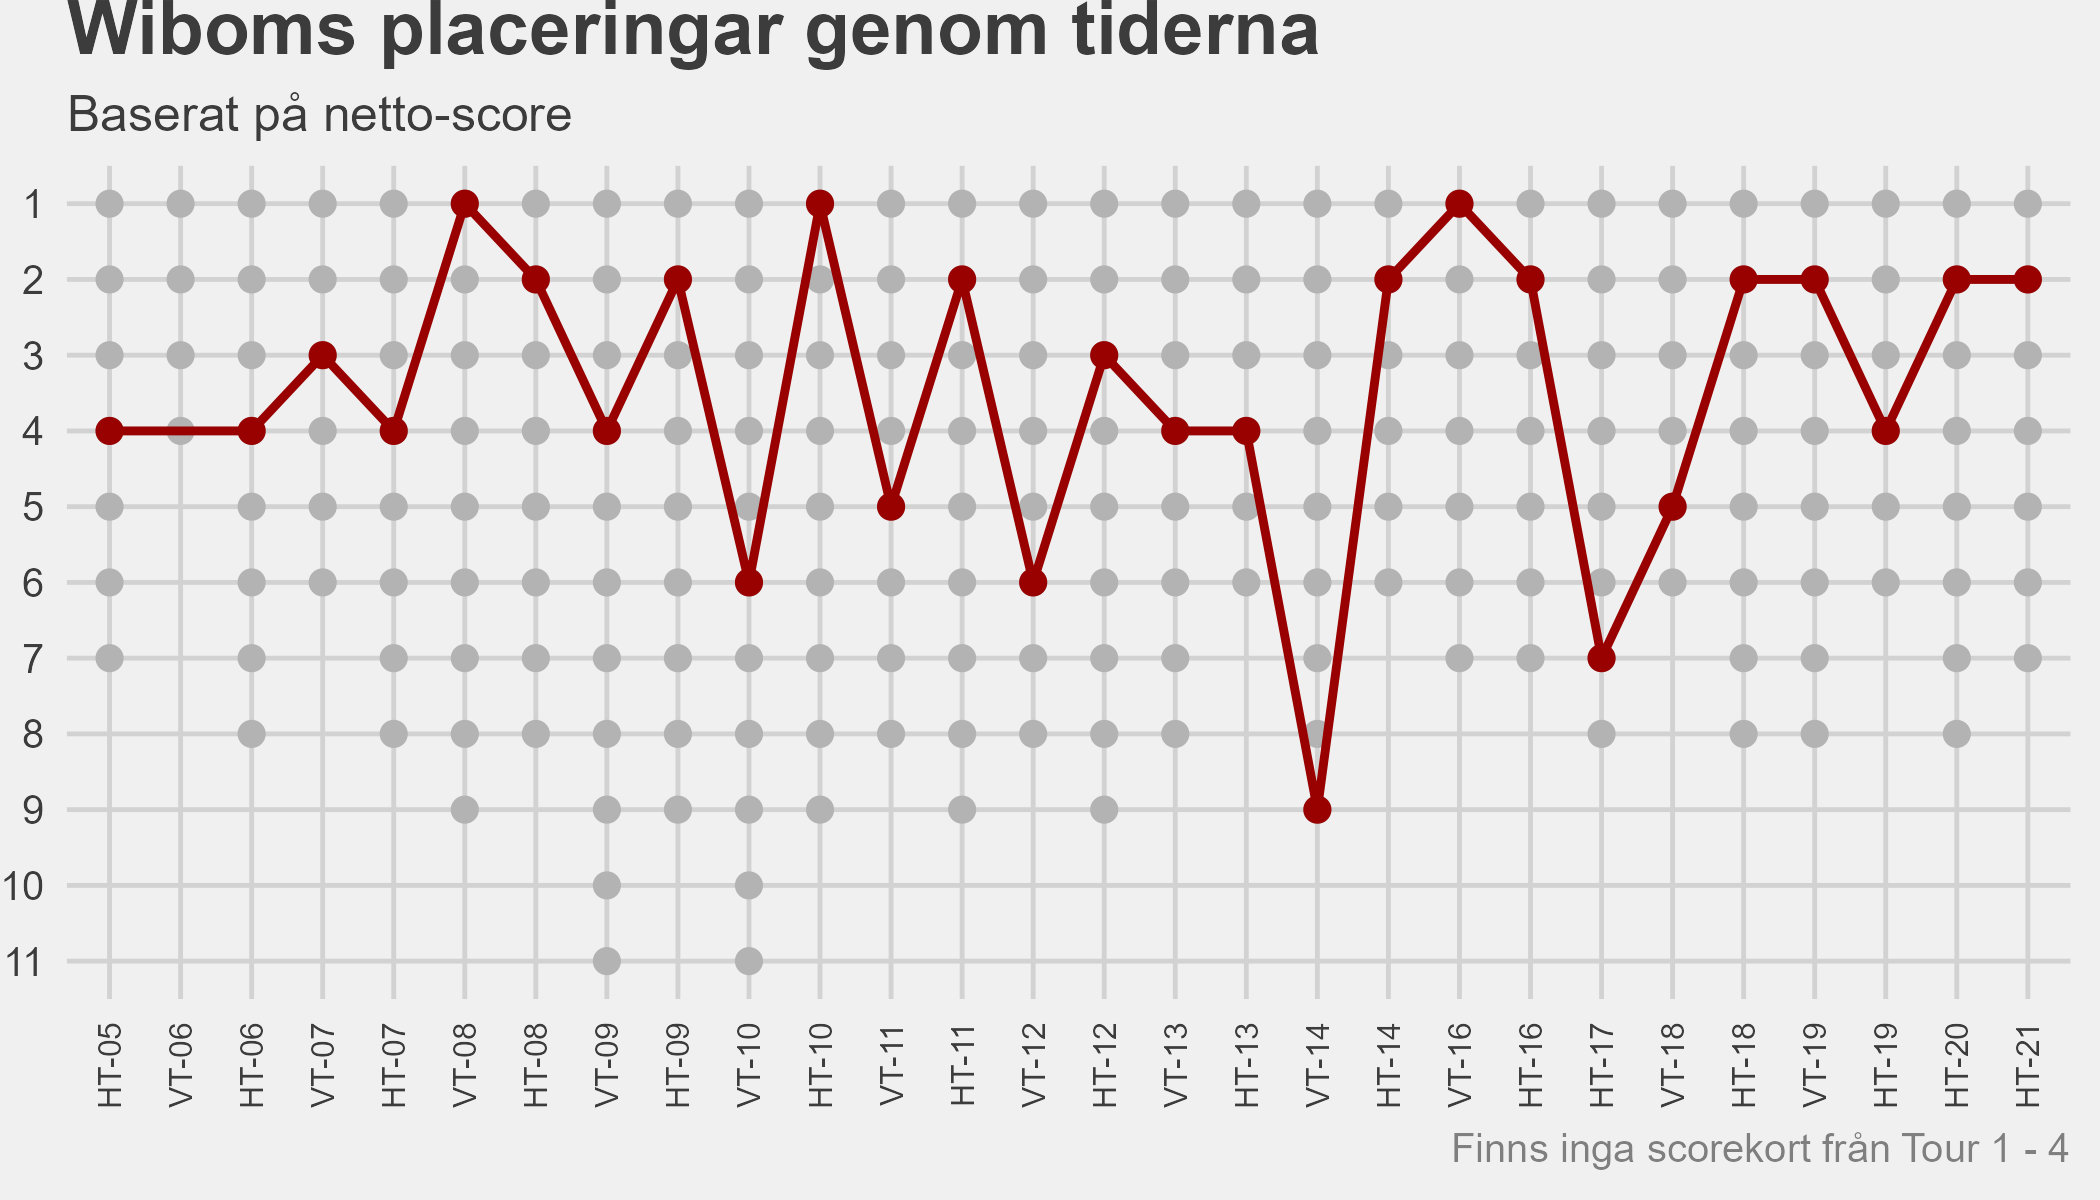 Wiboms placeringar genom tiderna
Baserat på netto-score
1
2
3
4
5
6
7
8
9
10
11
HT-05
VT-06
HT-06
VT-07
HT-07
VT-08
HT-08
VT-09
HT-09
VT-10
HT-10
VT-11
HT-11
VT-12
HT-12
VT-13
HT-13
VT-14
HT-14
VT-16
HT-16
HT-17
VT-18
HT-18
VT-19
HT-19
HT-20
HT-21
Finns inga scorekort från Tour 1 - 4